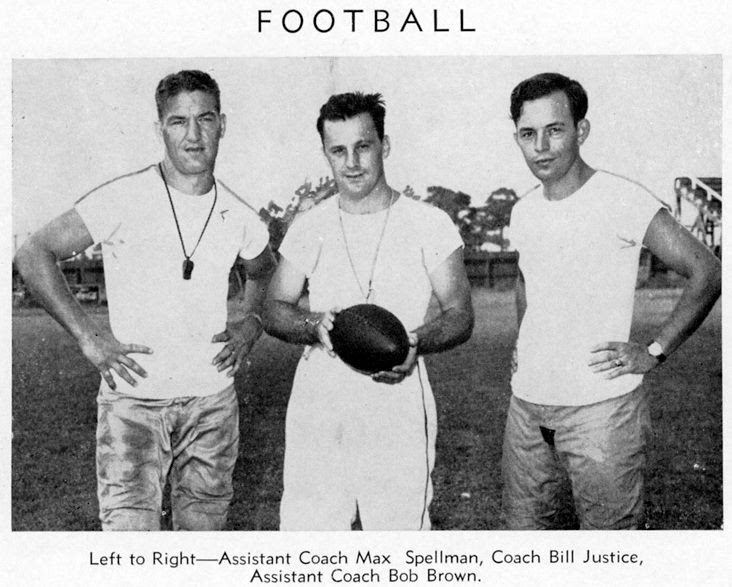 FOOTBALL
Left to Right—Assistant Coach Max Spellman, Coach Bill Justice,
Assistant Coach Bob Brown.